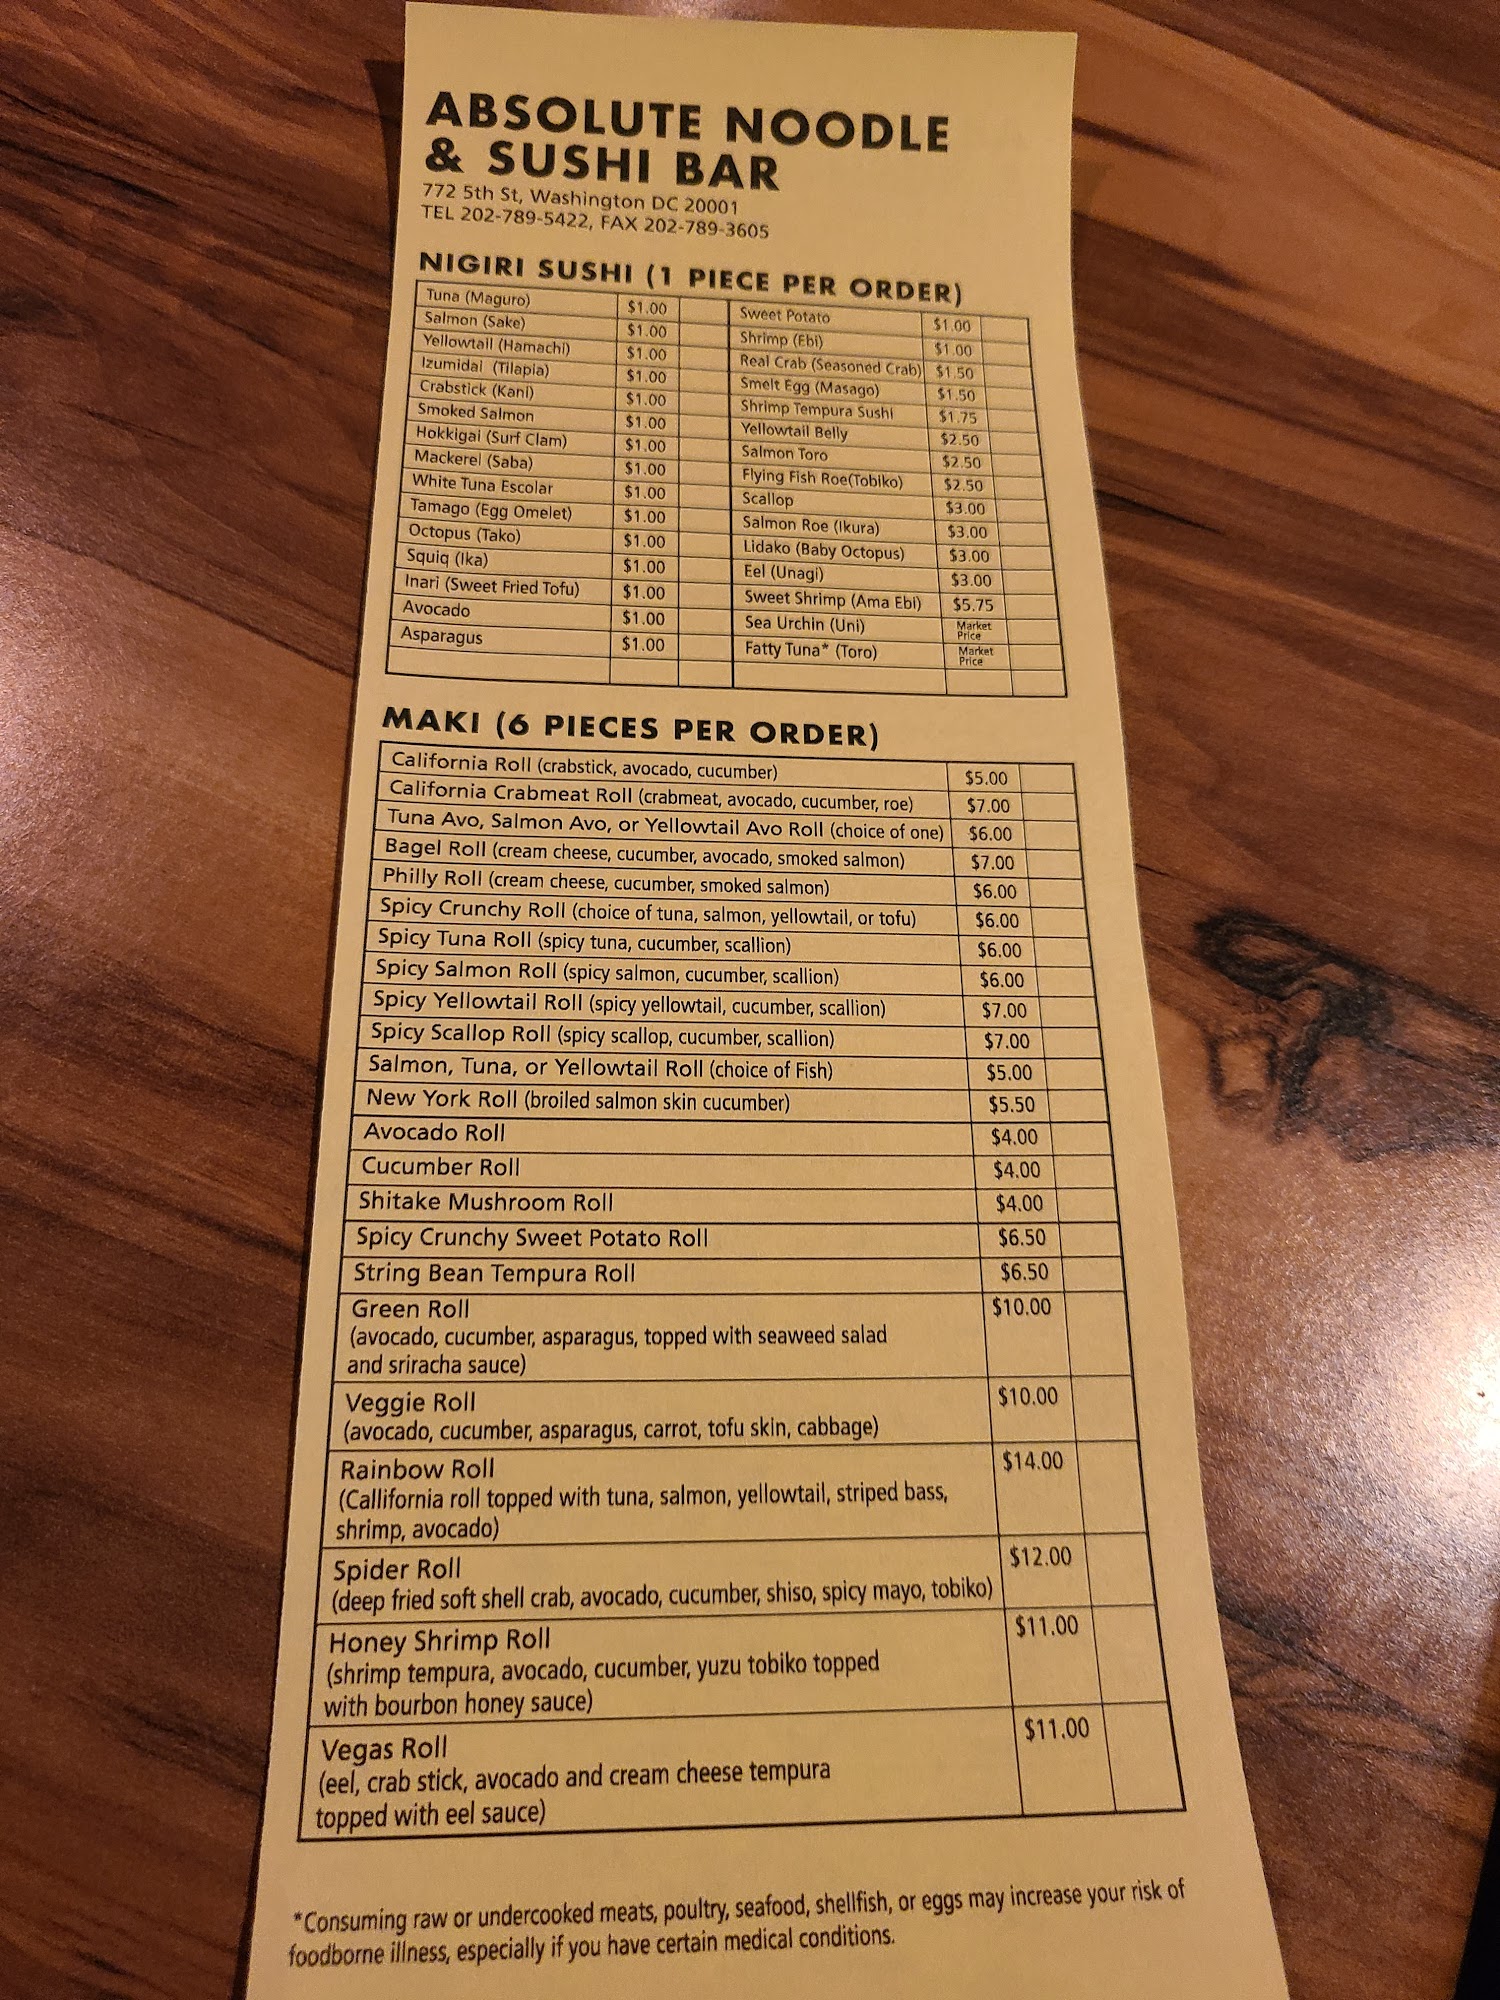 ABSOLUTE NOODLE
& SUSHI BAR
772 5th St, Washington DC 20001
TEL 202-789-5422, FAX 202-789-3605
NIGIRI SUSHI (1 PIECE PER ORDER)
Tuna (Maguro) $1.00 Sweet Potato $1.00
Salmon (Sake) $1.00 Shrimp (Ebi) $1.00
Yellowtail (Hamachi) $1.00 Real Crab (Seasoned Crab) $1.50
Izumidai (Tilapia) $1.00 Smelt Egg (Masago) $1.50
Crabstick (Kani) $1.00 Shrimp Tempura Sushi $1.75
Smoked Salmon $1.00 Yellowtail Belly $2.50
Hokkigai (Surf Clam) $1.00 Salmon Toro $2.50
Mackerel (Saba) $1.00 Flying Fish Roe(Tobiko) $2.50
White Tuna Escolar $1.00 Scallop $3.00
Tamago (Egg Omelet) $1.00 Salmon Roe (Ikura) $3.00
Octopus (Tako) $1.00 Lidako (Baby Octopus) $3.00
Squiq (Ika) $1.00 Eel (Unagi) $3.00
Inari (Sweet Fried Tofu) $1.00 Sweet Shrimp (Ama Ebi) $5.75
Avocado $1.00 Sea Urchin (Uni) Market Price
Asparagus $1.00 Fatty Tuna* (Toro) Market Price
MAKI (6 PIECES PER ORDER)
California Roll (crabstick, avocado, cucumber) $5.00
California Crabmeat Roll (crabmeat, avocado, cucumber, roe) $7.00
Tuna Avo, Salmon Avo, or Yellowtail Avo Roll (choice of one) $6.00
Bagel Roll (cream cheese, cucumber, avocado, smoked salmon) $7.00
Philly Roll (cream cheese, cucumber, smoked salmon) $6.00
Spicy Crunchy Roll (choice of tuna, salmon, yellowtail, or tofu) $6.00
Spicy Tuna Roll (spicy tuna, cucumber, scallion) $6.00
Spicy Salmon Roll (spicy salmon, cucumber, scallion) $6.00
Spicy Yellowtail Roll (spicy yellowtail, cucumber, scallion) $7.00
Spicy Scallop Roll (spicy scallop, cucumber, scallion) $7.00
Salmon, Tuna, or Yellowtail Roll (choice of Fish) $5.00
New York Roll (broiled salmon skin cucumber) $5.50
Avocado Roll $4.00
Cucumber Roll $4.00
Shitake Mushroom Roll $4.00
Spicy Crunchy Sweet Potato Roll $6.50
String Bean Tempura Roll $6.50
Green Roll $10.00
(avocado, cucumber, asparagus, topped with seaweed salad
and sriracha sauce)
Veggie Roll $10.00
(avocado, cucumber, asparagus, carrot, tofu skin, cabbage)
Rainbow Roll $14.00
(Callifornia roll topped with tuna, salmon, yellowtail, striped bass,
shrimp, avocado)
Spider Roll $12.00
(deep fried soft shell crab, avocado, cucumber, shiso, spicy mayo, tobiko)
Honey Shrimp Roll $11.00
(shrimp tempura, avocado, cucumber, yuzu tobiko topped
with bourbon honey sauce)
Vegas Roll $11.00
(eel, crab stick, avocado and cream cheese tempura
topped with eel sauce)
*Consuming raw or undercooked meats, poultry, seafood, shellfish, or eggs may increase your risk of
foodborne illness, especially if you have certain medical conditions.